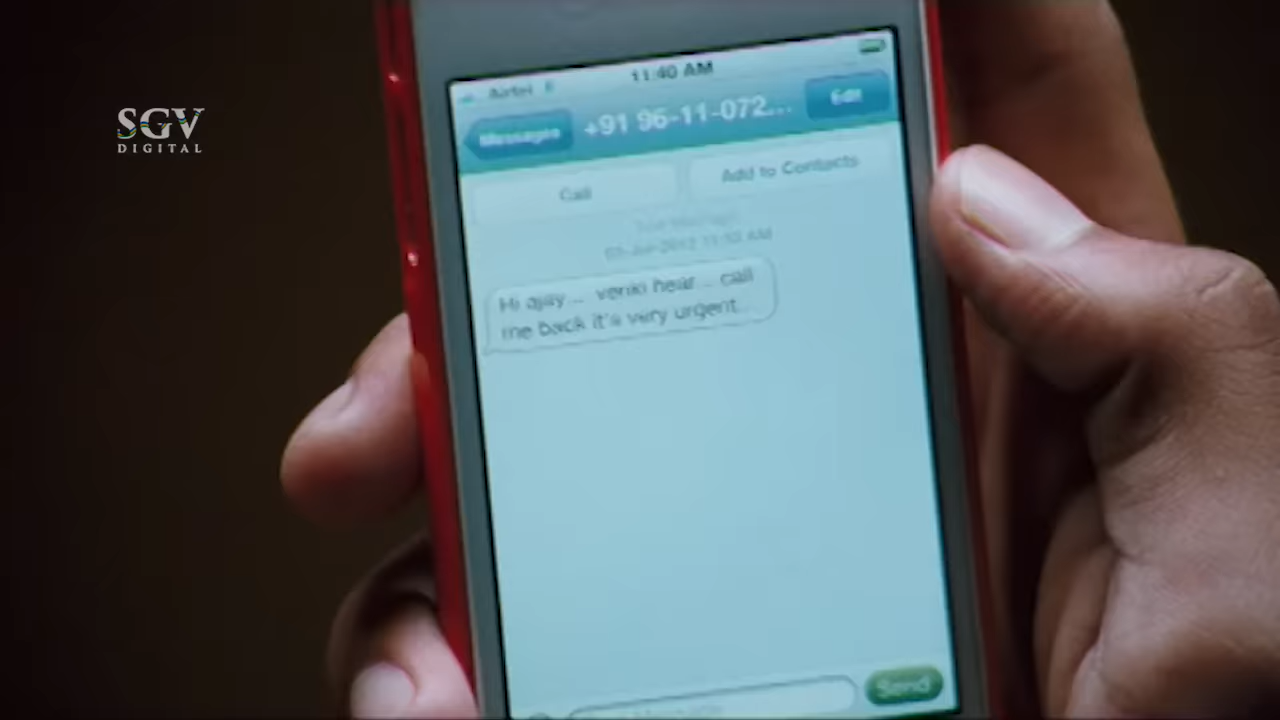 SGV
DIGITAL
Airtel
11:40 AM
Messages
+91 96-11-072...
Edit
Call
Add to Contacts
Hi ajay... venki hear... call
me back it's very urgent...
Send